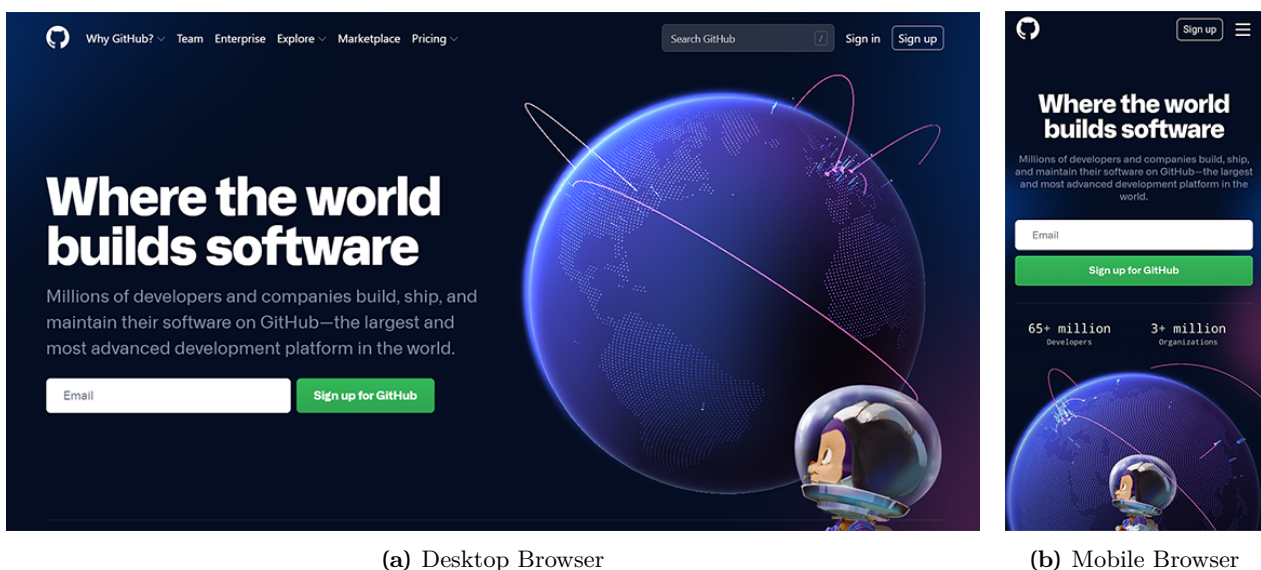 Why GitHub? Team Enterprise Explore Marketplace Pricing Search GitHub / Sign in Sign up
Where the world
builds software
Millions of developers and companies build, ship, and
maintain their software on GitHub—the largest and
most advanced development platform in the world.
Email Sign up for GitHub
(a) Desktop Browser
Sign up
Where the world
builds software
Millions of developers and companies build, ship,
and maintain their software on GitHub—the largest
and most advanced development platform in the
world.
Email
Sign up for GitHub
65+ million 3+ million
Developers Organizations
(b) Mobile Browser